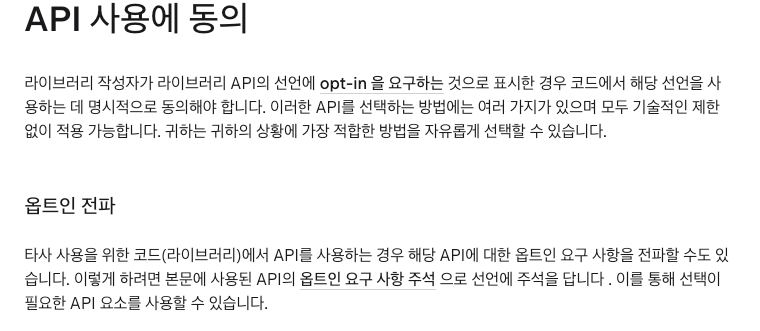 API 사용에 동의
라이브러리 작성자가 라이브러리 API의 선언에 opt-in 을 요구하는 것으로 표시한 경우 코드에서 해당 선언을 사
용하는 데 명시적으로 동의해야 합니다. 이러한 API를 선택하는 방법에는 여러 가지가 있으며 모두 기술적인 제한
없이 적용 가능합니다. 귀하는 귀하의 상황에 가장 적합한 방법을 자유롭게 선택할 수 있습니다.
옵트인 전파
타사 사용을 위한 코드(라이브러리)에서 API를 사용하는 경우 해당 API에 대한 옵트인 요구 사항을 전파할 수도 있
습니다. 이렇게 하려면 본문에 사용된 API의 옵트인 요구 사항 주석 으로 선언에 주석을 답니다 . 이를 통해 선택이
필요한 API 요소를 사용할 수 있습니다.